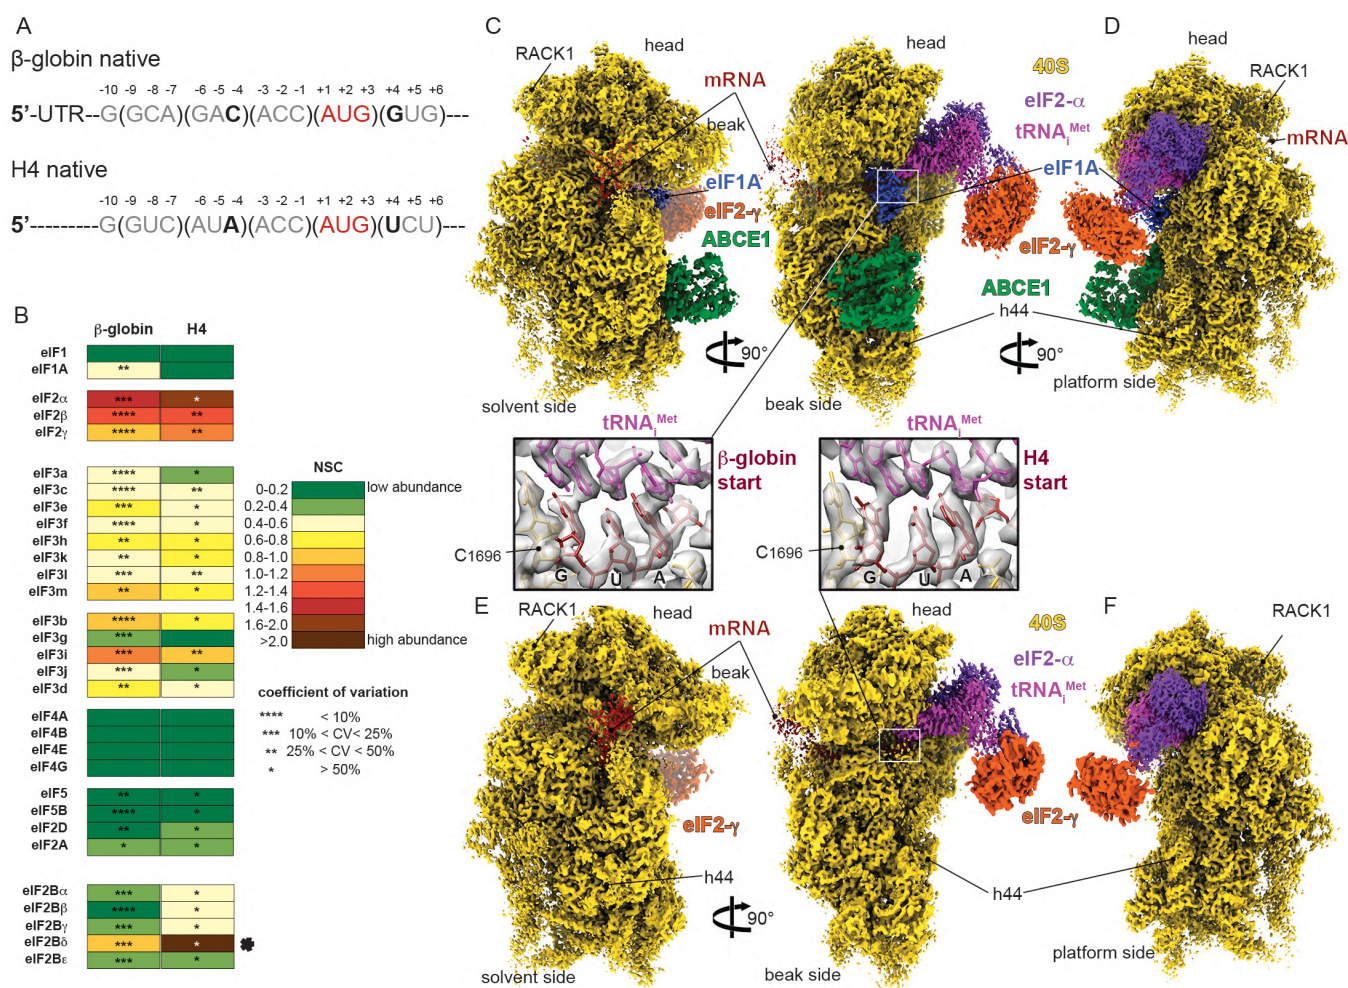 A
β-globin native
-10 -9 -8 -7 -6 -5 -4 -3 -2 -1 +1 +2 +3 +4 +5 +6
5'-UTR--G(GCA)(GAC)(ACC)(AUG)(GUG)---
H4 native
-10 -9 -8 -7 -6 -5 -4 -3 -2 -1 +1 +2 +3 +4 +5 +6
5'---------G(GUC)(AUA)(ACC)(AUG)(UCU)---
B
β-globin H4
eIF1
eIF1A **
eIF2α *** *
eIF2β **** **
eIF2γ **** **
eIF3a **** *
eIF3c **** **
eIF3e *** *
eIF3f **** *
eIF3h ** *
eIF3k ** *
eIF3l *** **
eIF3m ** *
eIF3b **** *
eIF3g ***
eIF3i *** **
eIF3j *** *
eIF3d ** *
eIF4A
eIF4B
eIF4E
eIF4G
eIF5 ** *
eIF5B **** *
eIF2D ** *
eIF2A * *
eIF2Bα *** *
eIF2Bβ **** *
eIF2Bγ *** *
eIF2Bδ *** *
eIF2Bε *** *
NSC
0-0.2 low abundance
0.2-0.4
0.4-0.6
0.6-0.8
0.8-1.0
1.0-1.2
1.2-1.4
1.4-1.6
1.6-2.0
>2.0 high abundance
coefficient of variation
**** < 10%
*** 10% < CV< 25%
** 25% < CV < 50%
* > 50%
C
RACK1
head
mRNA
beak
eIF1A
eIF2-γ
ABCE1
90°
solvent side
head
beak side
D
40S
eIF2-α
tRNAiMet
eIF1A
eIF2-γ
ABCE1
h44
90°
head
RACK1
mRNA
platform side
tRNAiMet
β-globin
start
C1696
G U A
tRNAiMet
H4
start
C1696
G U A
E
RACK1
head
mRNA
beak
eIF2-γ
h44
90°
solvent side
head
beak side
F
40S
eIF2-α
tRNAiMet
eIF2-γ
h44
RACK1
head
platform side